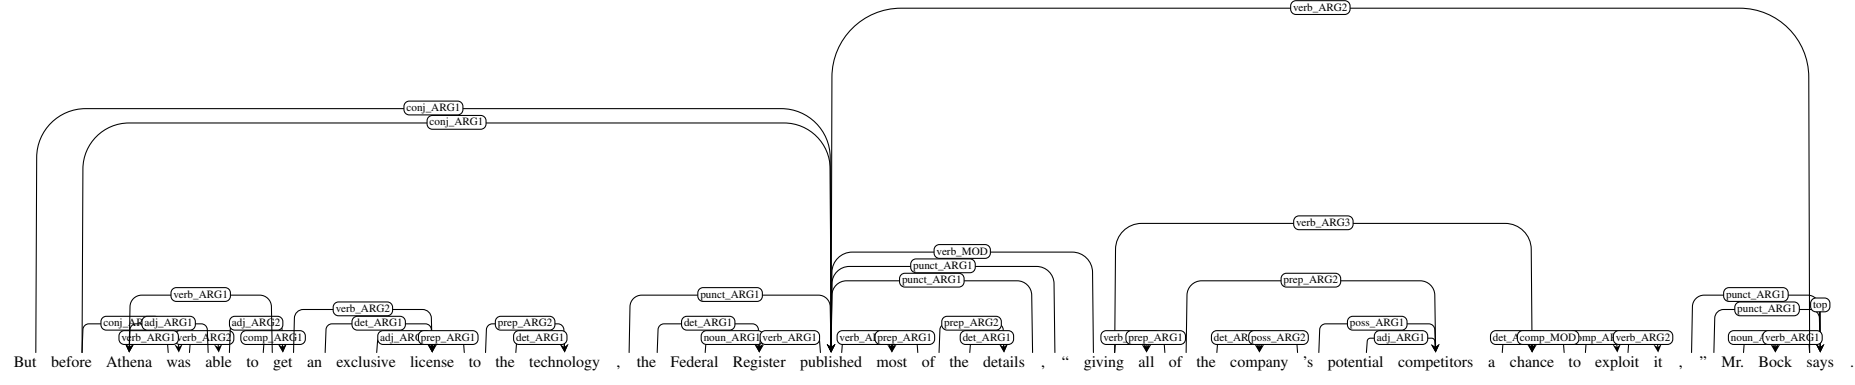 verb_ARG2
conj_ARG1
conj_ARG1
verb_ARG3
verb_MOD
punct_ARG1
punct_ARG1 prep_ARG2
verb_ARG1 punct_ARG1 punct_ARG1
verb_ARG2 punct_ARG1 top
adj_ARG1 adj_ARG2 det_ARG1 prep_ARG2 det_ARG1 prep_ARG2 poss_ARG1
verb_ARG1 verb_ARG2 comp_ARG1 prep_ARG1 det_ARG1 noun_ARG1 verb_ARG1 prep_ARG1 det_ARG1 prep_ARG1 poss_ARG2 adj_ARG1 comp_MOD verb_ARG2 verb_ARG1
But before Athena was able to get an exclusive license to the technology , the Federal Register published most of the details , “ giving all of the company ’s potential competitors a chance to exploit it , ” Mr. Bock says .